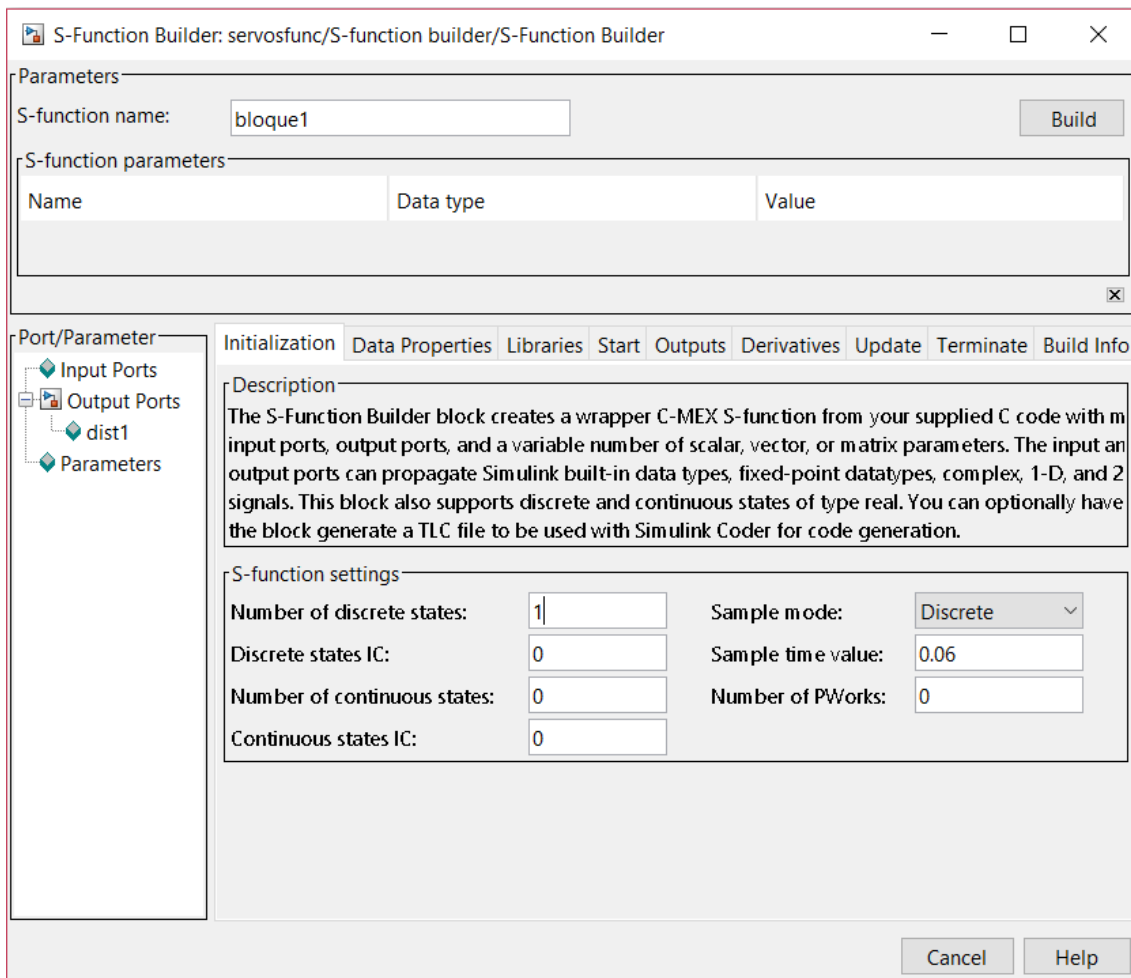 S-Function Builder: servosfunc/S-function builder/S-Function Builder
Parameters
S-function name: bloque1 Build
S-function parameters
Name Data type Value
Port/Parameter
Input Ports
Output Ports
dist1
Parameters
Initialization Data Properties Libraries Start Outputs Derivatives Update Terminate Build Info
Description
The S-Function Builder block creates a wrapper C-MEX S-function from your supplied C code with m
input ports, output ports, and a variable number of scalar, vector, or matrix parameters. The input an
output ports can propagate Simulink built-in data types, fixed-point datatypes, complex, 1-D, and 2
signals. This block also supports discrete and continuous states of type real. You can optionally have
the block generate a TLC file to be used with Simulink Coder for code generation.
S-function settings
Number of discrete states: 1 Sample mode: Discrete
Discrete states IC: 0 Sample time value: 0.06
Number of continuous states: 0 Number of PWorks: 0
Continuous states IC: 0
Cancel Help